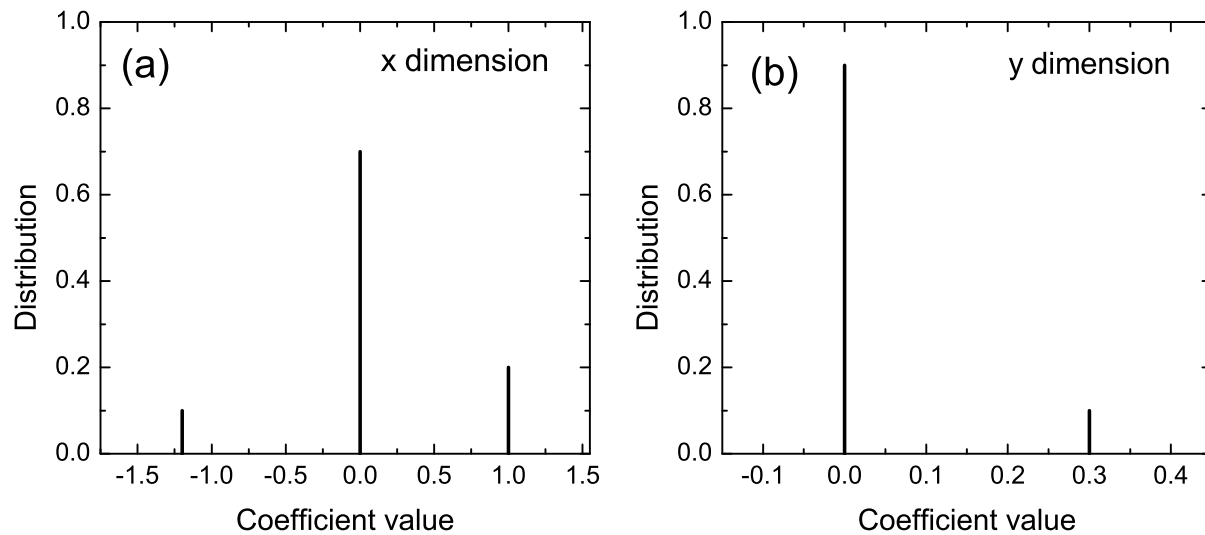 (a)
x dimension
1.0
0.8
0.6
0.4
0.2
0.0
Distribution
-1.5 -1.0 -0.5 0.0 0.5 1.0 1.5
Coefficient value
(b)
y dimension
1.0
0.8
0.6
0.4
0.2
0.0
Distribution
-0.1 0.0 0.1 0.2 0.3 0.4
Coefficient value